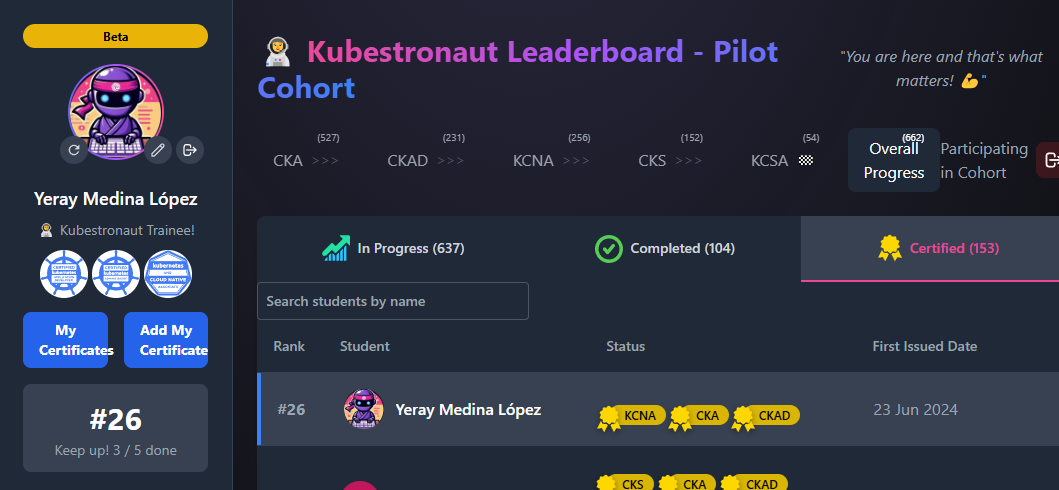 Beta
Yeray Medina López
Kubestronaut Trainee!
My
Certificates
Add My
Certificate
#26
Keep up! 3 / 5 done
Kubestronaut Leaderboard - Pilot
Cohort
"You are here and that's what
matters! 💪"
(527)
CKA >>>
(231)
CKAD >>>
(256)
KCNA >>>
(152)
CKS >>>
(54)
KCSA
(662)
Overall
Progress
Participating
in Cohort
In Progress (637)
Completed (104)
Certified (153)
Search students by name
Rank Student Status First Issued Date
#26 Yeray Medina López KCNA CKA CKAD 23 Jun 2024
CKS CKA CKAD